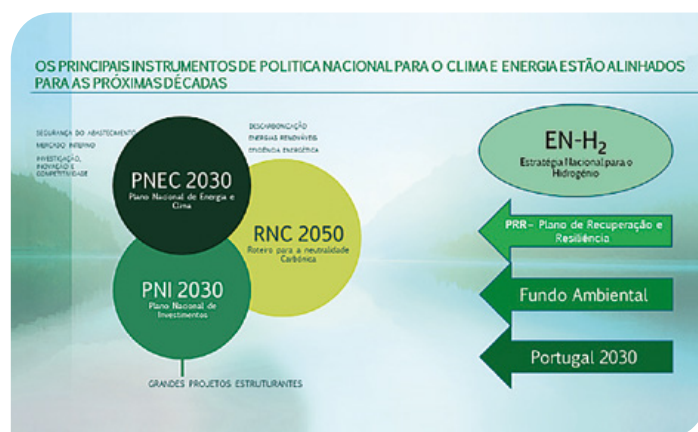 OS PRINCIPAIS INSTRUMENTOS DE POLITICA NACIONAL PARA O CLIMA E ENERGIA ESTÃO ALINHADOS
PARA AS PRÓXIMAS DÉCADAS
SEGURANÇA DO ABASTECIMENTO
MERCADO INTERNO
INVESTIGAÇÃO,
INOVAÇÃO E
COMPETITIVIDADE
DESCARBONIZAÇÃO
ENERGIAS RENOVÁVEIS
EFICIÊNCIA ENERGÉTICA
PNEC 2030
Plano Nacional de Energia e
Clima
RNC 2050
Roteiro para a neutralidade
Carbónica
PNI 2030
Plano Nacional de
Investimentos
GRANDES PROJETOS ESTRUTURANTES
EN-H₂
Estratégia Nacional para o
Hidrogénio
PRR– Plano de Recuperação e
Resiliência
Fundo Ambiental
Portugal 2030